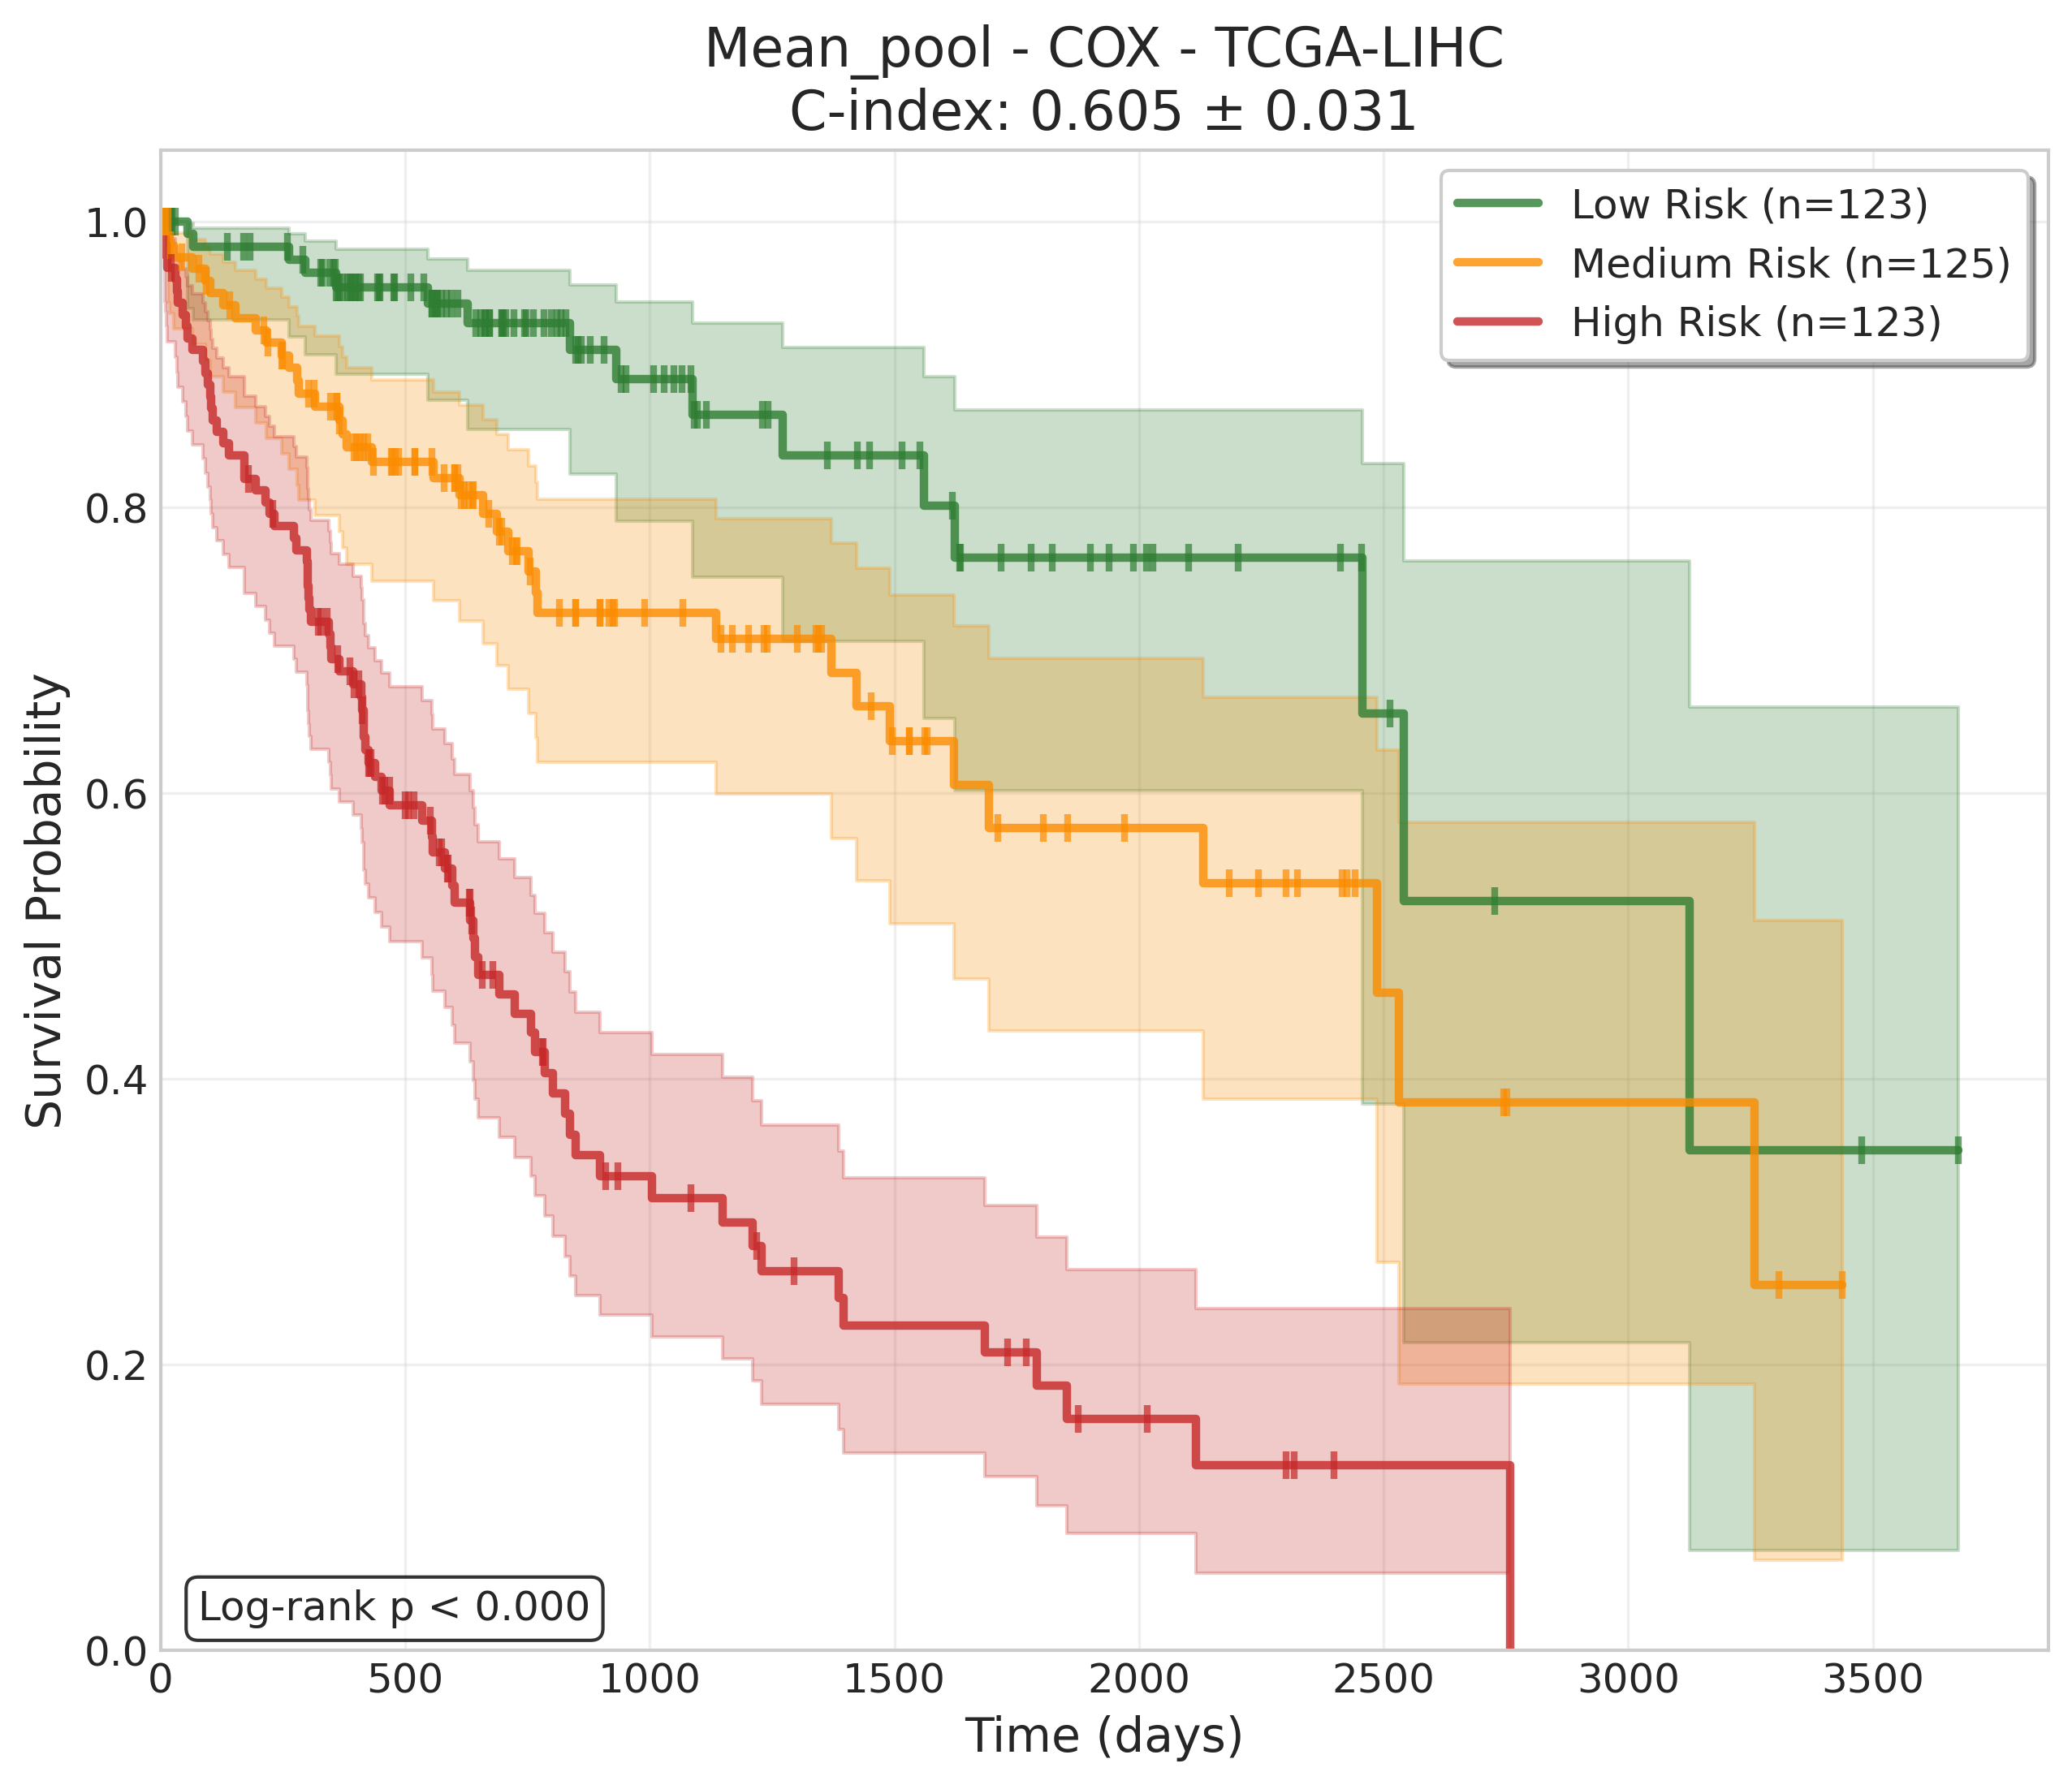 Mean_pool - COX - TCGA-LIHC
C-index: 0.605 ± 0.031
Low Risk (n=123)
Medium Risk (n=125)
High Risk (n=123)
Survival Probability
1.0
0.8
0.6
0.4
0.2
0.0
Log-rank p < 0.000
0 500 1000 1500 2000 2500 3000 3500
Time (days)